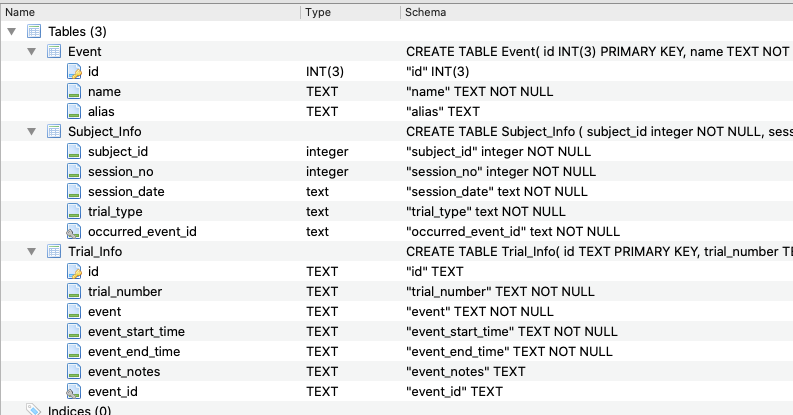 Name Type Schema
Tables (3)
Event CREATE TABLE Event( id INT(3) PRIMARY KEY, name TEXT NOT
id INT(3) "id" INT(3)
name TEXT "name" TEXT NOT NULL
alias TEXT "alias" TEXT
Subject_Info CREATE TABLE Subject_Info ( subject_id integer NOT NULL, sess
subject_id integer "subject_id" integer NOT NULL
session_no integer "session_no" integer NOT NULL
session_date text "session_date" text NOT NULL
trial_type text "trial_type" text NOT NULL
occurred_event_id text "occurred_event_id" text NOT NULL
Trial_Info CREATE TABLE Trial_Info( id TEXT PRIMARY KEY, trial_number TE
id TEXT "id" TEXT
trial_number TEXT "trial_number" TEXT NOT NULL
event TEXT "event" TEXT NOT NULL
event_start_time TEXT "event_start_time" TEXT NOT NULL
event_end_time TEXT "event_end_time" TEXT NOT NULL
event_notes TEXT "event_notes" TEXT
event_id TEXT "event_id" TEXT
Indices (0)